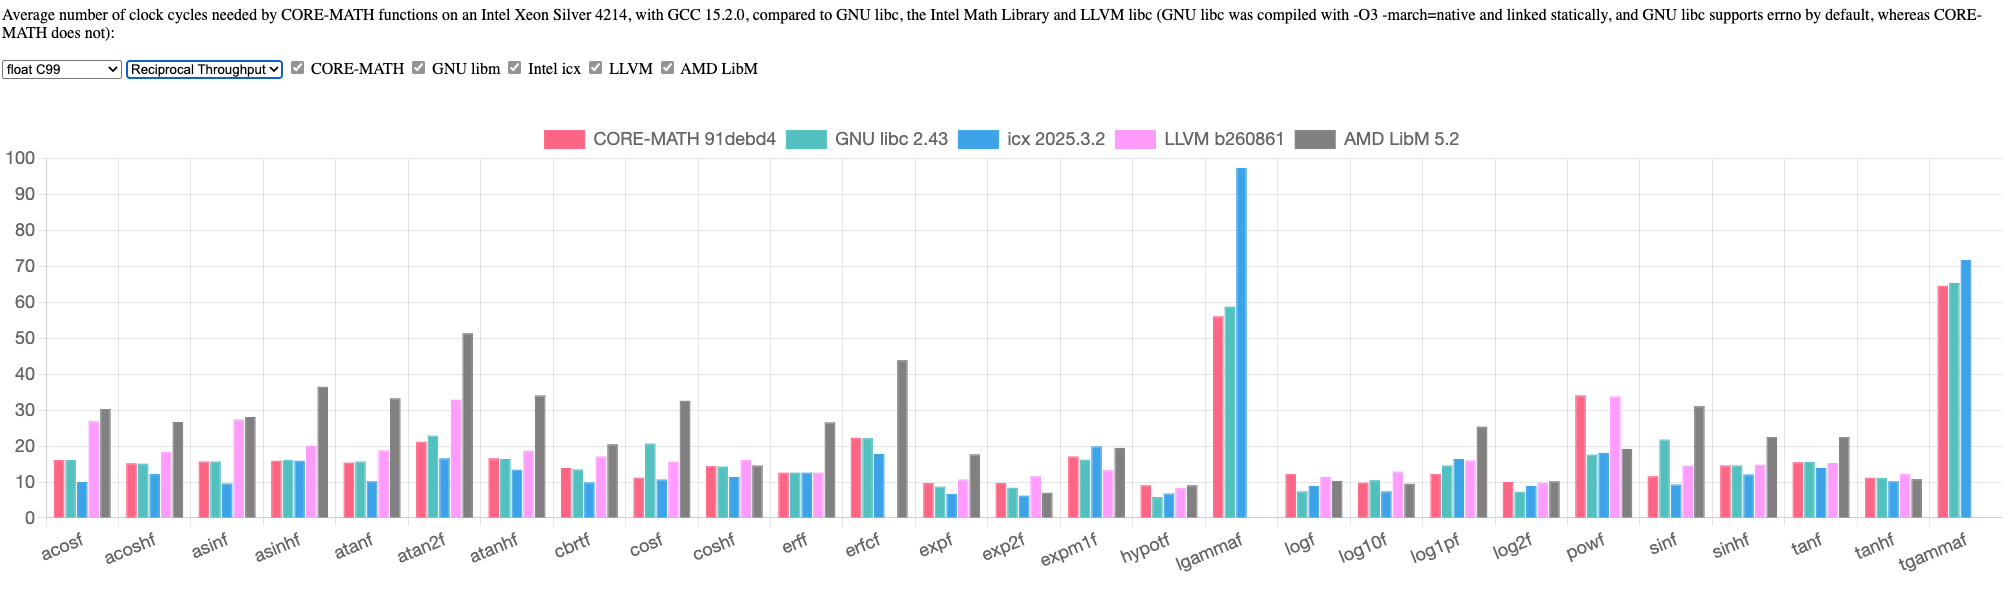 Average number of clock cycles needed by CORE-MATH functions on an Intel Xeon Silver 4214, with GCC 15.2.0, compared to GNU libc, the Intel Math Library and LLVM libc (GNU libc was compiled with -O3 -march=native and linked statically, and GNU libc supports errno by default, whereas CORE-
MATH does not):
float C99 Reciprocal Throughput CORE-MATH GNU libm Intel icx LLVM AMD LibM
CORE-MATH 91debd4 GNU libc 2.43 icx 2025.3.2 LLVM b260861 AMD LibM 5.2
100
90
80
70
60
50
40
30
20
10
0
acosf acoshf asinf asinhf atanf atan2f atanhf cbrtf cosf coshf erff erfcf expf exp2f expm1f hypotf lgammaf logf log10f log1pf log2f powf sinf sinhf tanf tanhf tgammaf